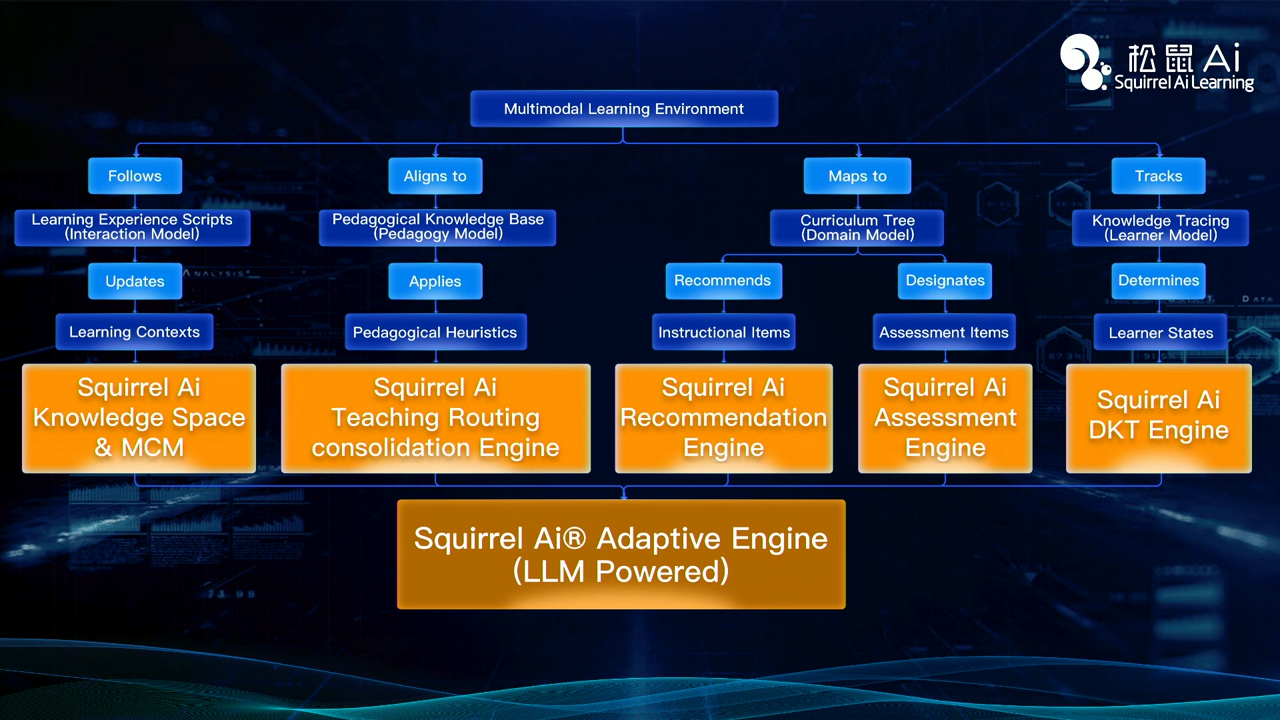 松鼠 Ai
Squirrel Ai Learning
Multimodal Learning Environment
Follows
Aligns to
Maps to
Tracks
Learning Experience Scripts
(Interaction Model)
Pedagogical Knowledge Base
(Pedagogy Model)
Curriculum Tree
(Domain Model)
Knowledge Tracing
(Learner Model)
Updates
Applies
Recommends
Designates
Determines
Learning Contexts
Pedagogical Heuristics
Instructional Items
Assessment Items
Learner States
Squirrel Ai
Knowledge Space
& MCM
Squirrel Ai
Teaching Routing
consolidation Engine
Squirrel Ai
Recommendation
Engine
Squirrel Ai
Assessment
Engine
Squirrel Ai
DKT Engine
Squirrel Ai® Adaptive Engine
(LLM Powered)